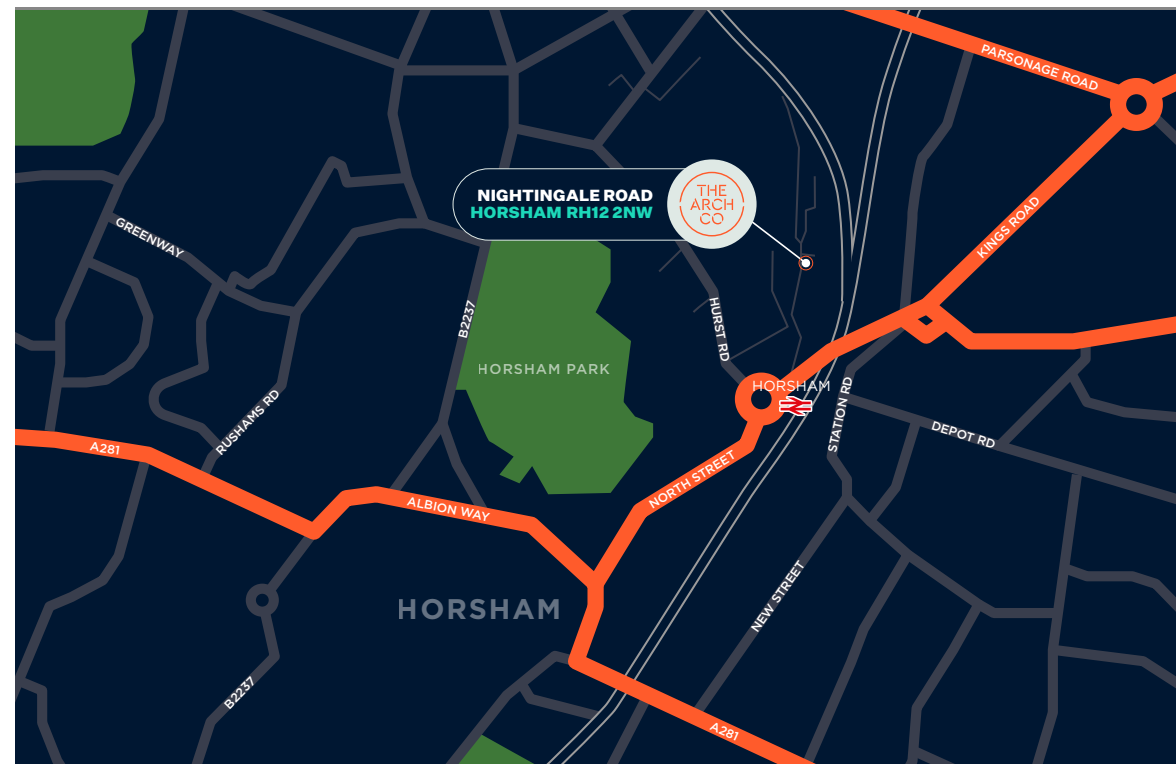 PARSONAGE ROAD
NIGHTINGALE ROAD
HORSHAM RH12 2NW
THE
ARCH
CO
KINGS ROAD
GREENWAY
B2237
HURST RD
HORSHAM PARK
HORSHAM
STATION RD
RUSHAMS RD
DEPOT RD
A281
NORTH STREET
ALBION WAY
NEW STREET
HORSHAM
B2237
A281